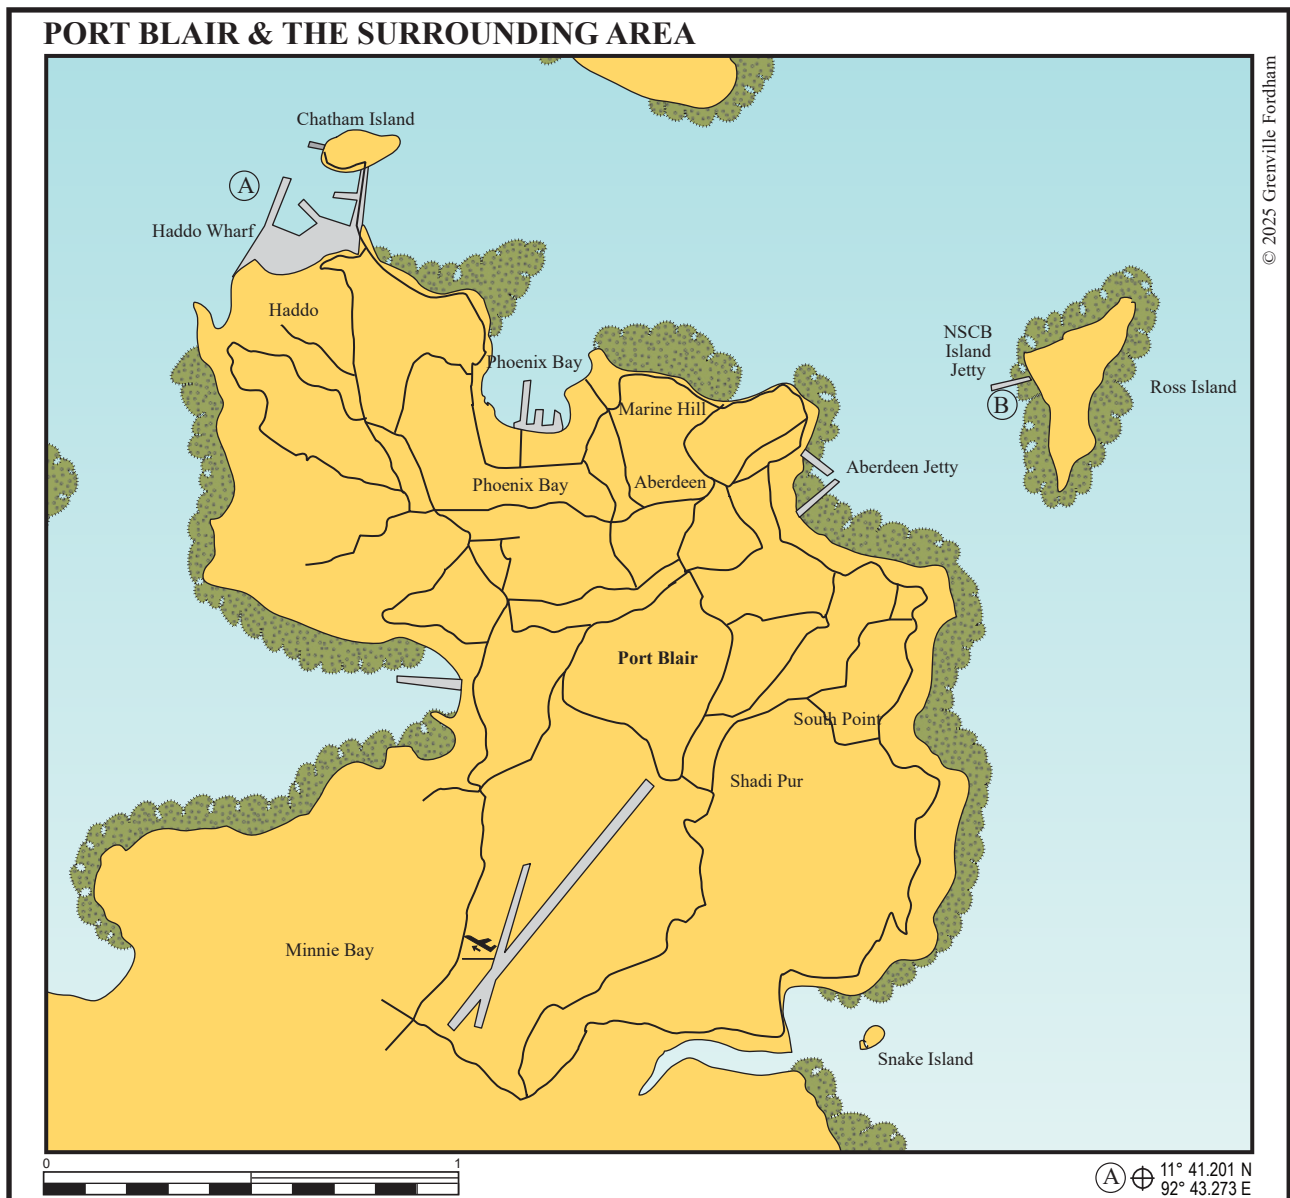 PORT BLAIR & THE SURROUNDING AREA
© 2025 Grenville Fordham
Chatham Island
A
Haddo Wharf
Haddo
Phoenix Bay
NSCB
Island
Jetty
Ross Island
B
Marine Hill
Aberdeen Jetty
Phoenix Bay
Aberdeen
Port Blair
South Point
Shadi Pur
Minnie Bay
Snake Island
0 1
A 11° 41.201 N
92° 43.273 E